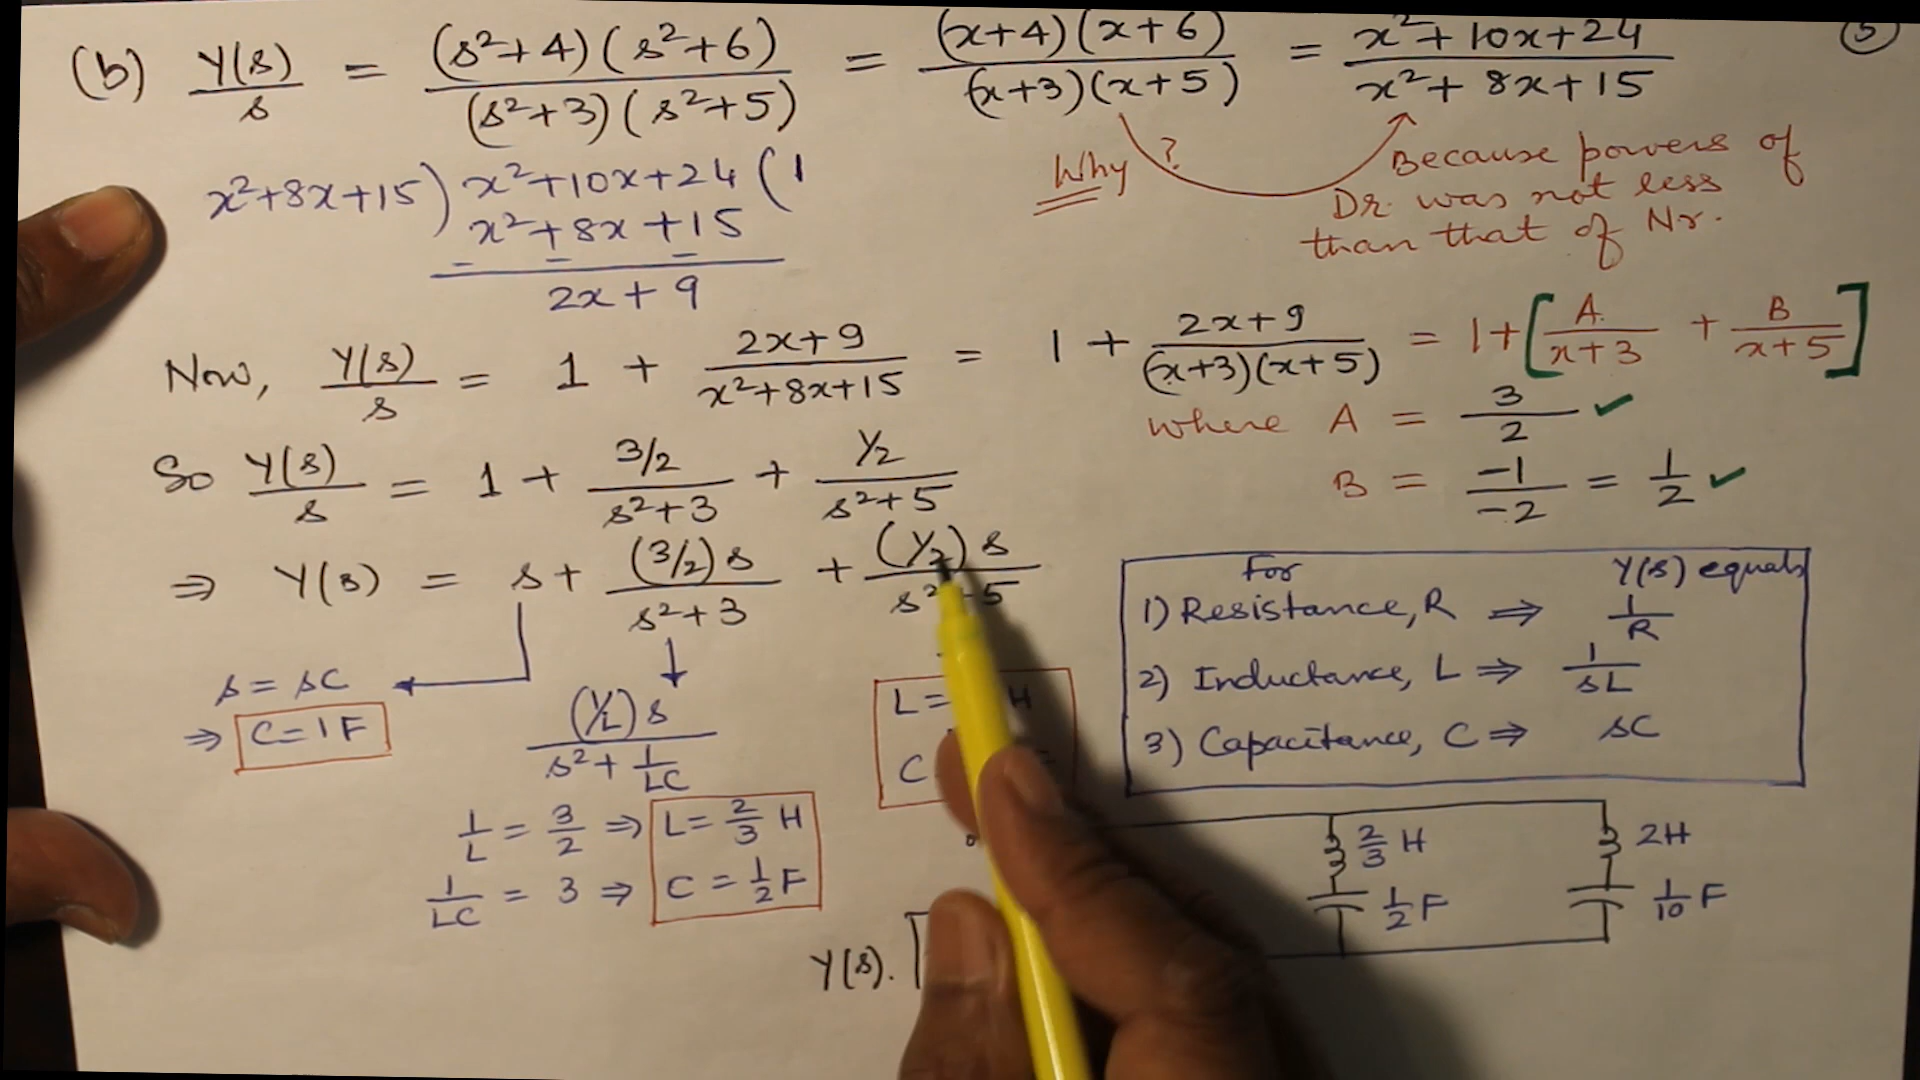 (b) Y(s)/s = (s²+4)(s²+6)/(s²+3)(s²+5) = (x+4)(x+6)/(x+3)(x+5) = x²+10x+24/x²+8x+15
5
x²+8x+15) x²+10x+24 (1
x²+8x+15
- - -
2x+9
Why?
Because powers of
Dr. was not less
than that of Nr.
Now, Y(s)/s = 1 + 2x+9/x²+8x+15 = 1 + 2x+9/(x+3)(x+5) = 1+[A/x+3 + B/x+5]
where A = 3/2 ✓
B = -1/-2 = 1/2 ✓
So Y(s)/s = 1 + 3/2/s²+3 + 1/2/s²+5
⇒ Y(s) = s + (3/2)s/s²+3 + (1/2)s/s² 5
s = sC
⇒ C=1F
(1/L)s/s²+1/LC
1/L = 3/2 ⇒ L=2/3 H
1/LC = 3 ⇒ C=1/2F
L= H
C
For Y(s) equals
1) Resistance, R ⇒ 1/R
2) Inductance, L ⇒ 1/sL
3) Capacitance, C ⇒ sC
2/3 H 2H
1/2 F 1/10 F
Y(s).